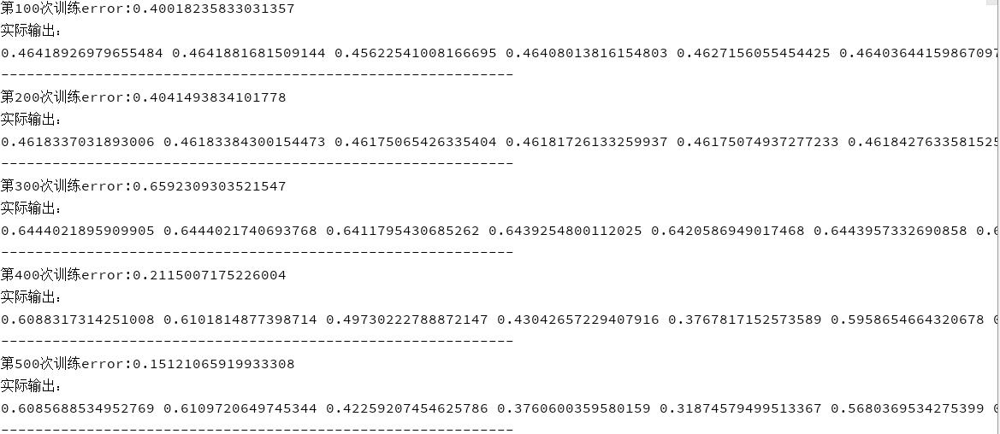 第100次训练error:0.40018235833031357
实际输出:
0.46418926979655484 0.4641881681509144 0.45622541008166695 0.46408013816154803 0.4627156055454425 0.4640364415986709
------------------------------------------------------------
第200次训练error:0.4041493834101778
实际输出:
0.4618337031893006 0.46183384300154473 0.46175065426335404 0.46181726133259937 0.46175074937277233 0.461842763358152
------------------------------------------------------------
第300次训练error:0.6592309303521547
实际输出:
0.6444021895909905 0.6444021740693768 0.6411795430685262 0.6439254800112025 0.6420586949017468 0.6443957332690858 0.
------------------------------------------------------------
第400次训练error:0.2115007175226004
实际输出:
0.6088317314251008 0.6101814877398714 0.49730222788872147 0.43042657229407916 0.3767817152573589 0.5958654664320678
------------------------------------------------------------
第500次训练error:0.15121065919933308
实际输出:
0.6085688534952769 0.6109720649745344 0.42259207454625786 0.3760600359580159 0.31874579499513367 0.5680369534275399
------------------------------------------------------------